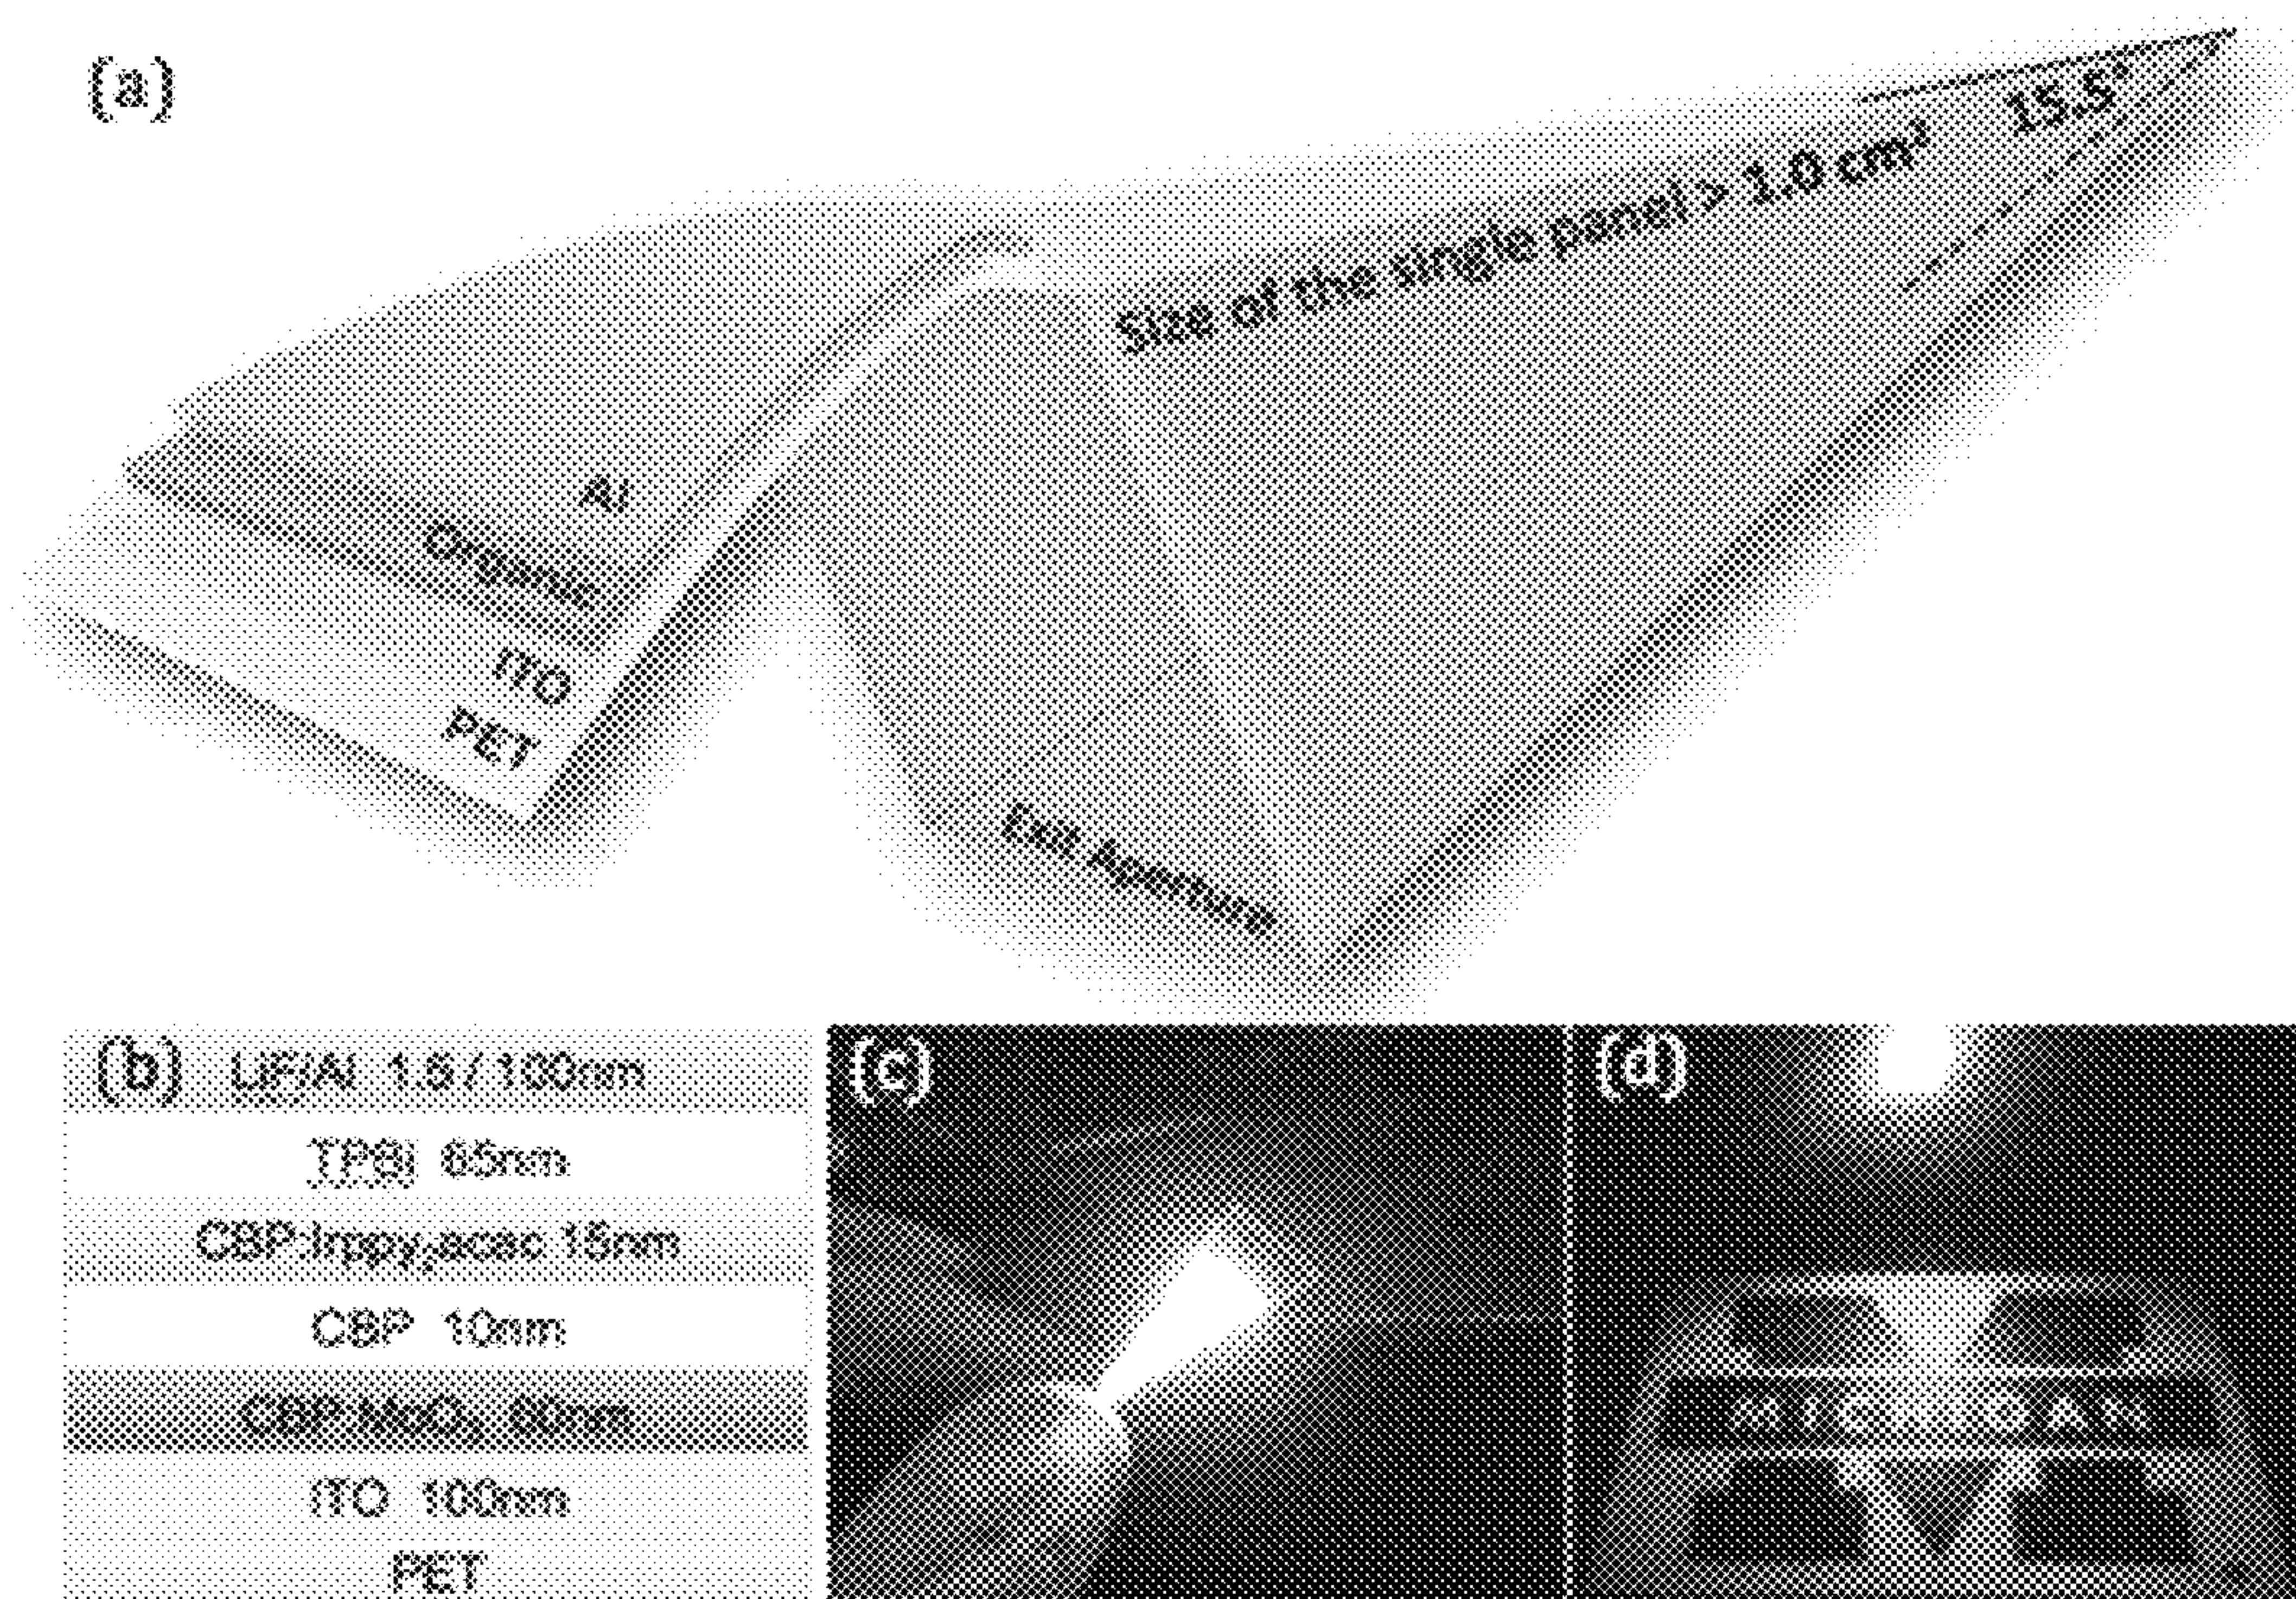 (a)
15.5°
Size of the single panel > 1.0 cm²
Al
Organic
ITO
PET
Exit Aperture
(b) LiF/Al 1.5 / 100nm
TPBi 65nm
CBP:Irppy₂acac 15nm
CBP 10nm
CBP:MoO₃ 60nm
ITO 100nm
PET
(c)
(d)